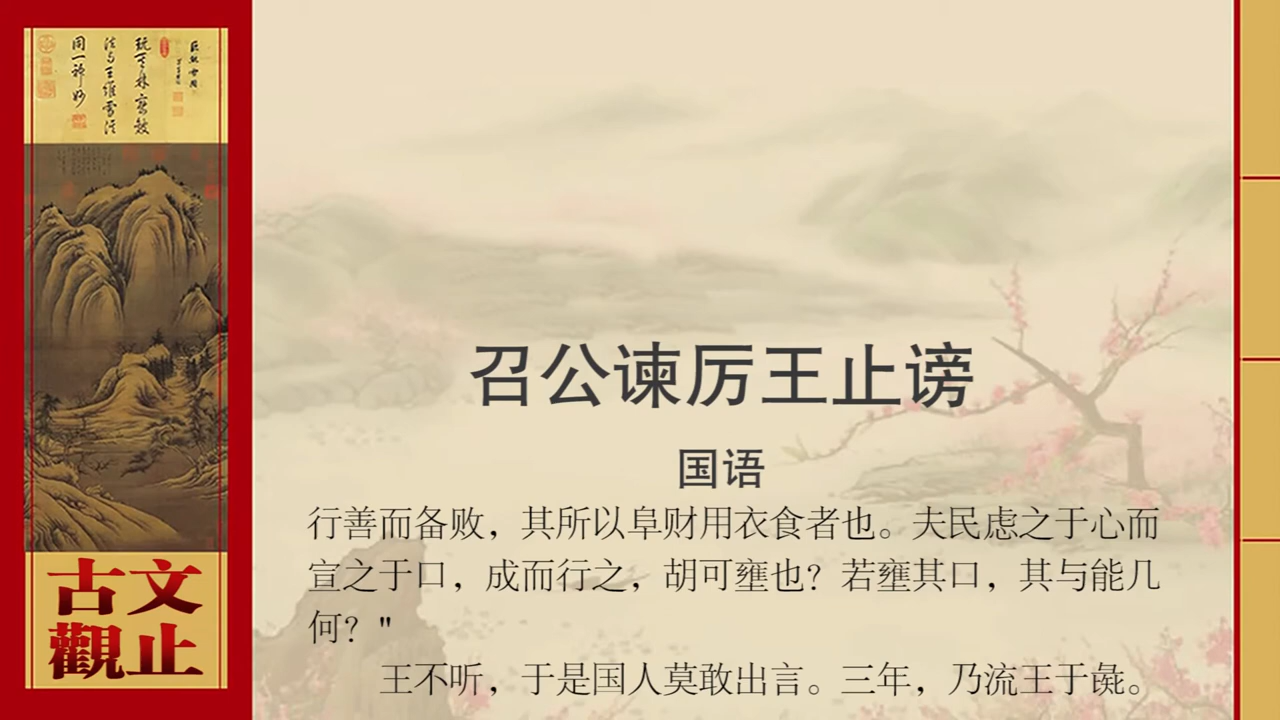 古文
觀止
召公谏厉王止谤
国语
行善而备败，其所以阜财用衣食者也。夫民虑之于心而
宣之于口，成而行之，胡可壅也？若壅其口，其与能几
何？"
王不听，于是国人莫敢出言。三年，乃流王于彘。